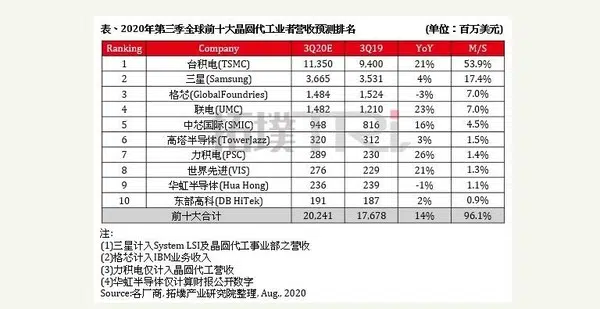 表、2020年第三季全球前十大晶圆代工业者营收预测排名 (单位：百万美元)
Ranking Company 3Q20E 3Q19 YoY M/S
1 台积电(TSMC) 11,350 9,400 21% 53.9%
2 三星(Samsung) 3,665 3,531 4% 17.4%
3 格芯(GlobalFoundries) 1,484 1,524 -3% 7.0%
4 联电(UMC) 1,482 1,210 23% 7.0%
5 中芯国际(SMIC) 948 816 16% 4.5%
6 高塔半导体(TowerJazz) 320 312 3% 1.5%
7 力积电(PSC) 289 230 26% 1.4%
8 世界先进(VIS) 276 229 21% 1.3%
9 华虹半导体(Hua Hong) 236 239 -1% 1.1%
10 东部高科(DB HiTek) 191 187 2% 0.9%
前十大合计 20,241 17,678 14% 96.1%
拓墣 TRi
注：
(1)三星计入System LSI及晶圆代工事业部之营收
(2)格芯计入IBM业务收入
(3)力积电仅计入晶圆代工营收
(4)华虹半导体仅计算财报公开数字
Source:各厂商，拓墣产业研究院整理, Aug., 2020